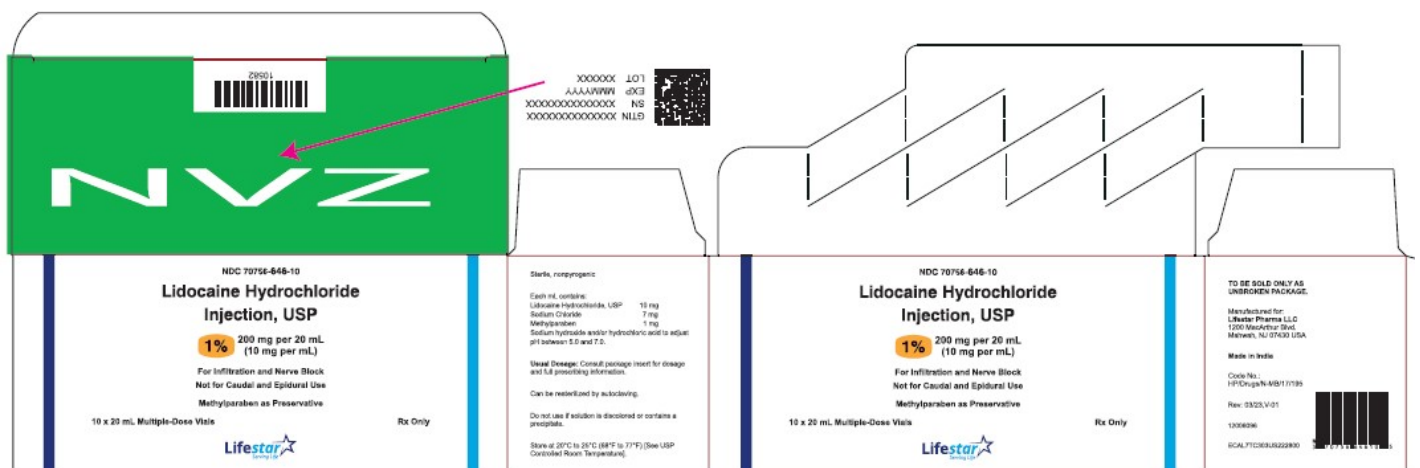 10582
NVZ
GTIN XXXXXXXXXXXXXX
SN XXXXXXXXXXXXXX
EXP MMMYYYY
LOT XXXXXX
NDC 70756-646-10
Lidocaine Hydrochloride
Injection, USP
1% 200 mg per 20 mL
(10 mg per mL)
For Infiltration and Nerve Block
Not for Caudal and Epidural Use
Methylparaben as Preservative
10 x 20 mL Multiple-Dose Vials Rx Only
Lifestar
Serving Life
Sterile, nonpyrogenic
Each mL contains:
Lidocaine Hydrochloride, USP 10 mg
Sodium Chloride 7 mg
Methylparaben 1 mg
Sodium hydroxide and/or hydrochloric acid to adjust
pH between 5.0 and 7.0.
Usual Dosage: Consult package insert for dosage
and full prescribing information.
Can be resterilized by autoclaving.
Do not use if solution is discolored or contains a
precipitate.
Store at 20°C to 25°C (68°F to 77°F) [See USP
Controlled Room Temperature].
NDC 70756-646-10
Lidocaine Hydrochloride
Injection, USP
1% 200 mg per 20 mL
(10 mg per mL)
For Infiltration and Nerve Block
Not for Caudal and Epidural Use
Methylparaben as Preservative
10 x 20 mL Multiple-Dose Vials Rx Only
Lifestar
Serving Life
TO BE SOLD ONLY AS
UNBROKEN PACKAGE.
Manufactured for:
Lifestar Pharma LLC
1200 MacArthur Blvd.
Mahwah, NJ 07430 USA
Made in India
Code No.:
HP/Drugs/N-MB/17/195
Rev: 03/23,V-01